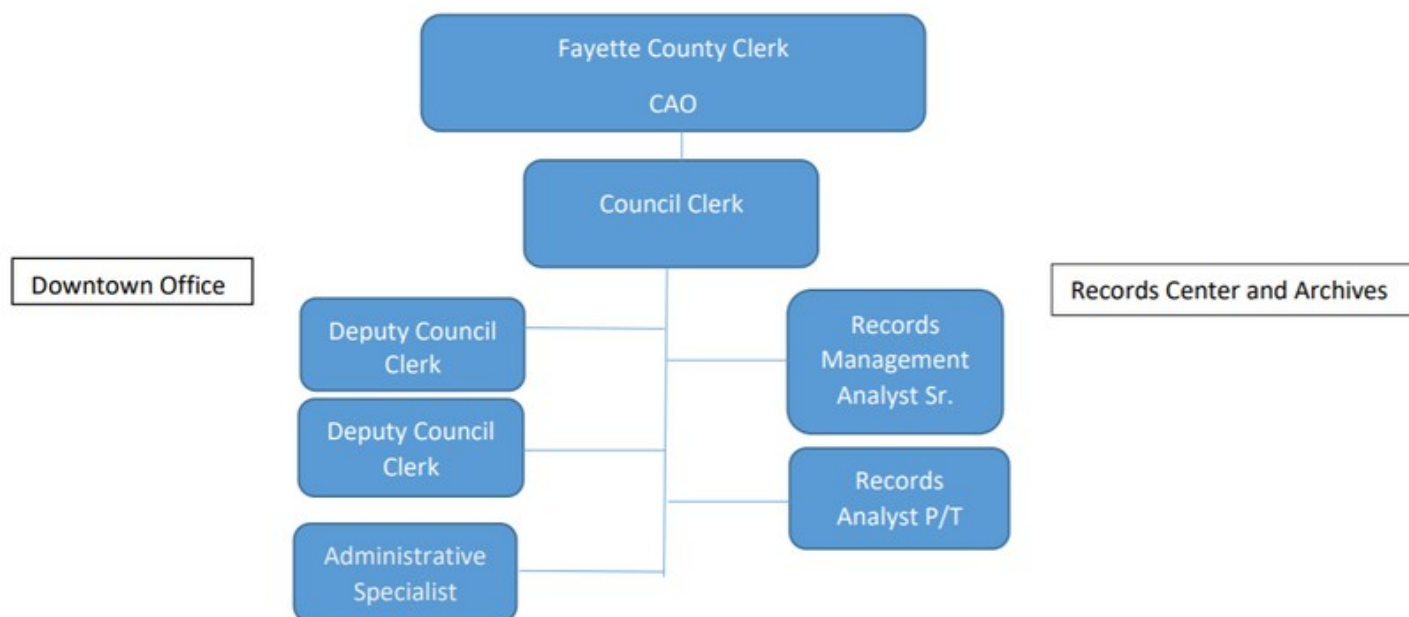 Fayette County Clerk
CAO
Council Clerk
Downtown Office
Records Center and Archives
Deputy Council
Clerk
Records
Management
Analyst Sr.
Deputy Council
Clerk
Records
Analyst P/T
Administrative
Specialist